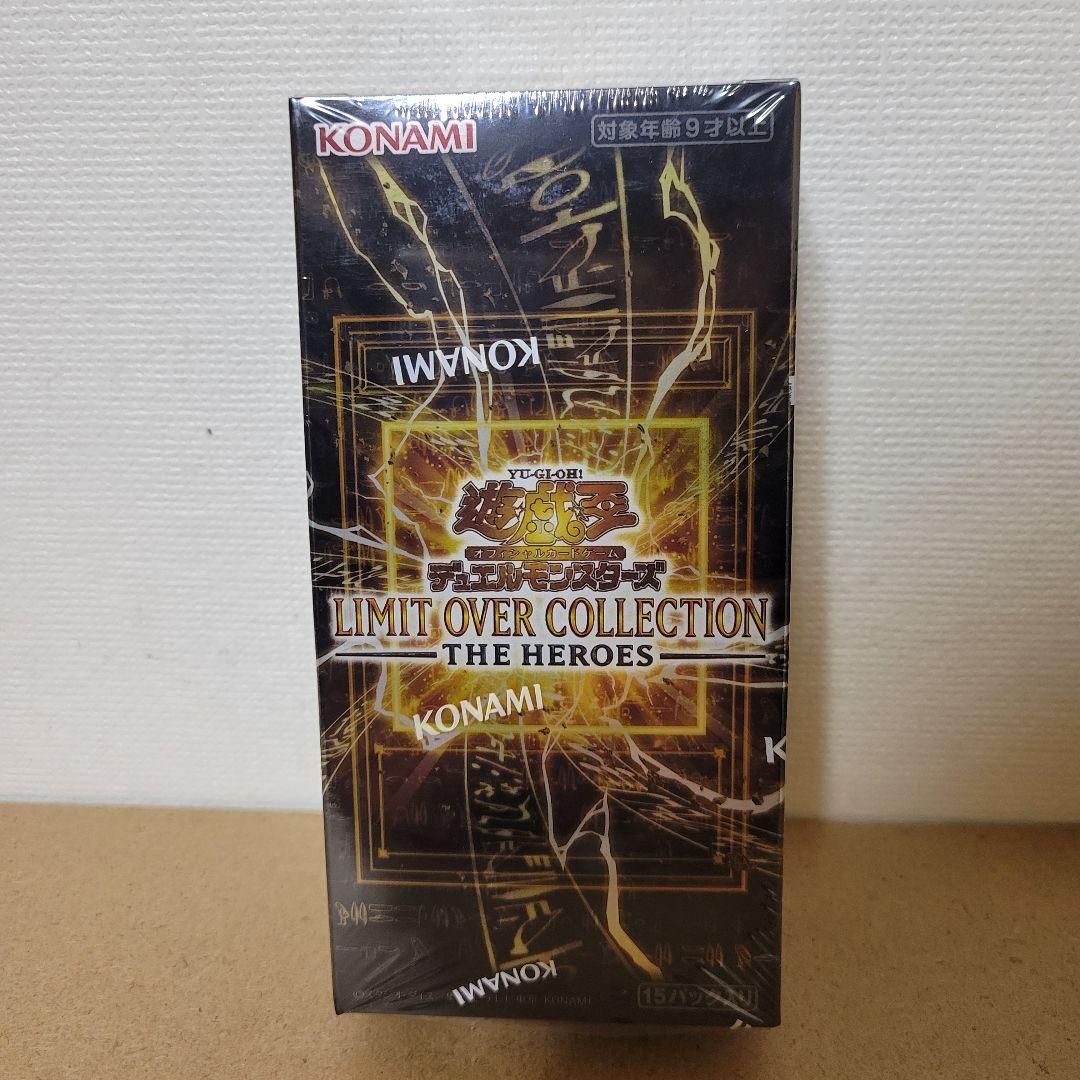 KONAMI
対象年齢9才以上
KONAMI
YU-GI-OH!
遊戯王
オフィシャルカードゲーム
デュエルモンスターズ
LIMIT OVER COLLECTION
THE HEROES
KONAMI
K
KONAMI
KONAMI
15パック入り